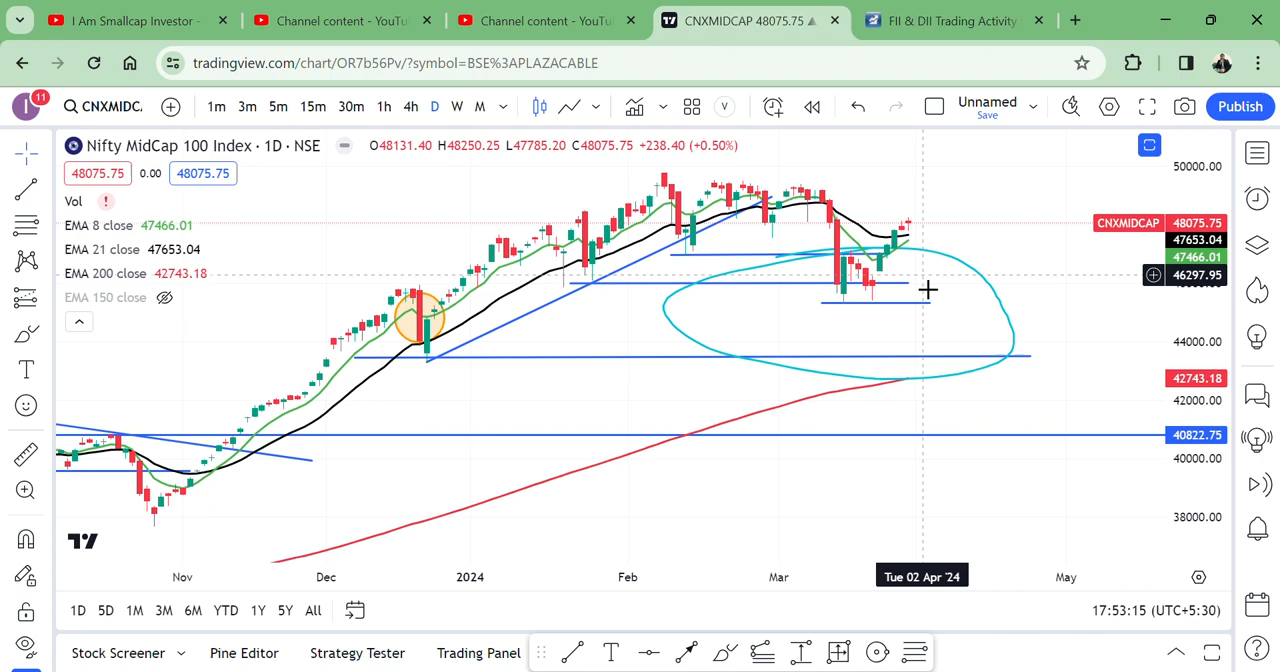 I Am Smallcap Investor -
Channel content - YouTu
Channel content - YouTu
CNXMIDCAP 48075.75
FII & DII Trading Activity
tradingview.com/chart/OR7b56Pv/?symbol=BSE%3APLAZACABLE
I
11
CNXMIDC.
1m 3m 5m 15m 30m 1h 4h D W M
V
Unnamed
Save
Publish
Nifty MidCap 100 Index · 1D · NSE
O48131.40 H48250.25 L47785.20 C48075.75 +238.40 (+0.50%)
48075.75 0.00 48075.75
Vol !
EMA 8 close 47466.01
EMA 21 close 47653.04
EMA 200 close 42743.18
EMA 150 close
50000.00
CNXMIDCAP 48075.75
47653.04
47466.01
46297.95
44000.00
42743.18
42000.00
40822.75
40000.00
38000.00
Nov Dec 2024 Feb Mar Tue 02 Apr '24 May
1D 5D 1M 3M 6M YTD 1Y 5Y All
17:53:15 (UTC+5:30)
Stock Screener Pine Editor Strategy Tester Trading Panel